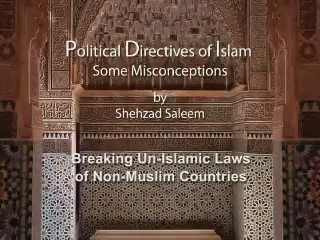 Political Directives of Islam
Some Misconceptions
by
Shehzad Saleem
Breaking Un-Islamic Laws
of Non-Muslim Countries